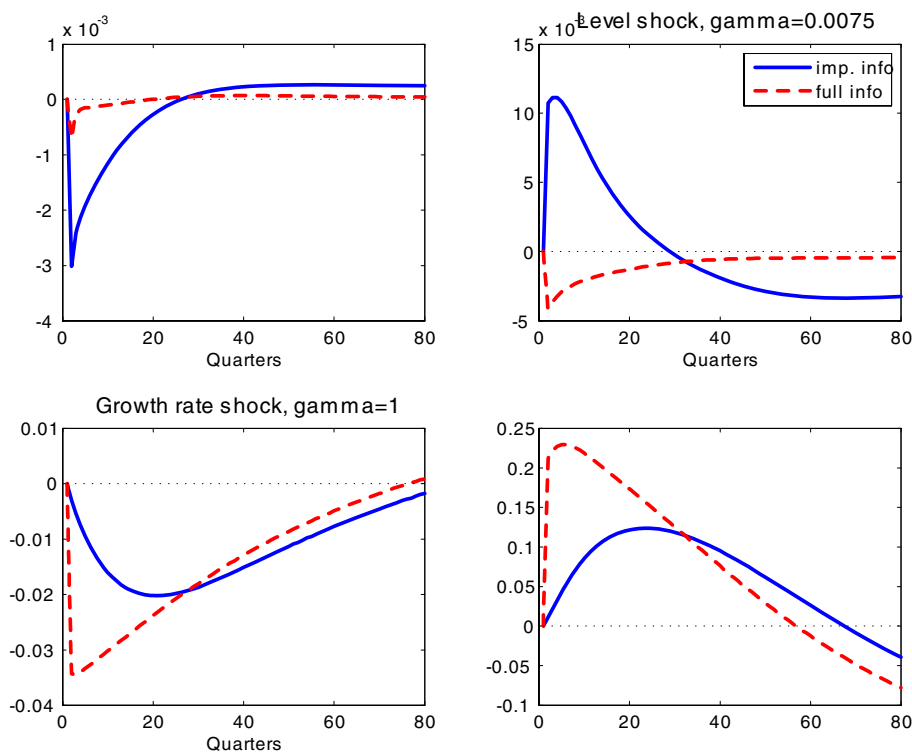 x 10⁻³
1
0
-1
-2
-3
-4
0 20 40 60 80
Quarters
x 10⁻³
Level shock, gamma=0.0075
15
10
5
0
-5
imp. info
full info
0 20 40 60 80
Quarters
Growth rate shock, gamma=1
0.01
0
-0.01
-0.02
-0.03
-0.04
0 20 40 60 80
Quarters
0.25
0.2
0.15
0.1
0.05
0
-0.05
-0.1
0 20 40 60 80